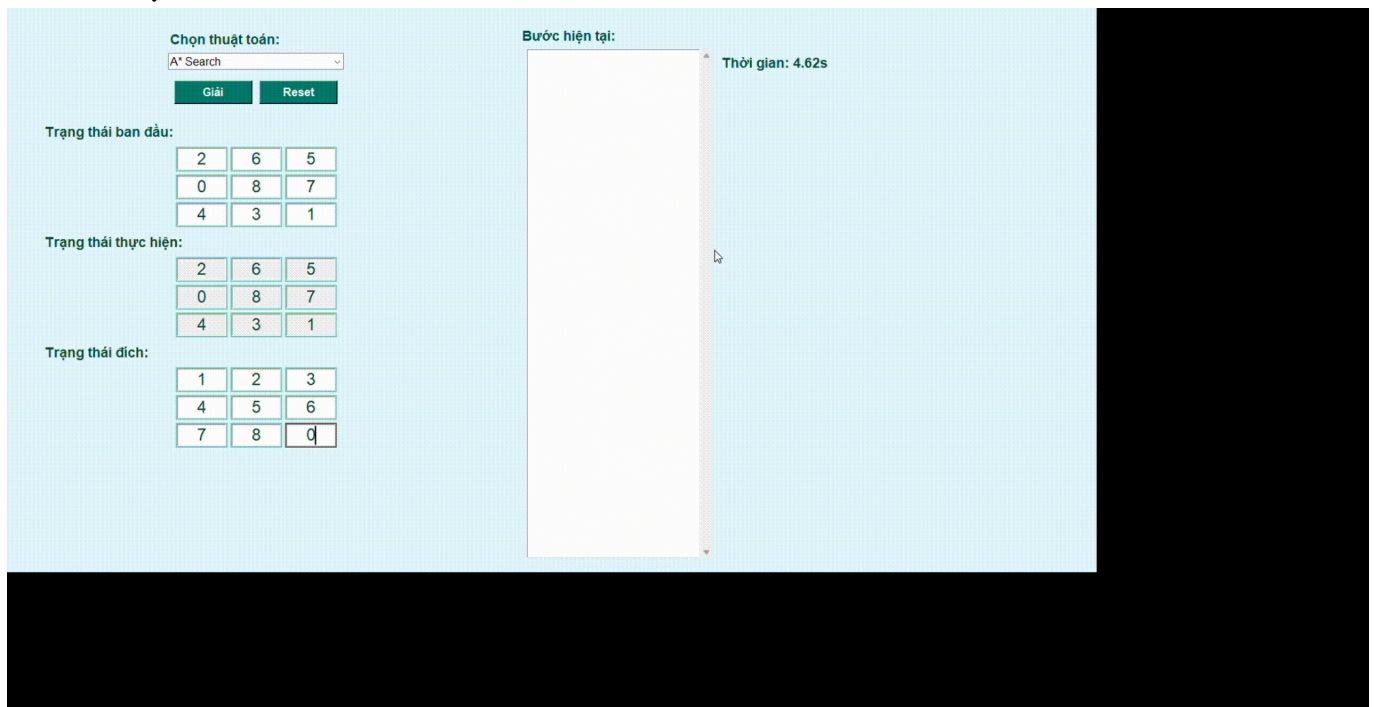 Chọn thuật toán:
A* Search
Giải Reset
Trạng thái ban đầu:
2 6 5
0 8 7
4 3 1
Trạng thái thực hiện:
2 6 5
0 8 7
4 3 1
Trạng thái đích:
1 2 3
4 5 6
7 8 0
Bước hiện tại:
Thời gian: 4.62s